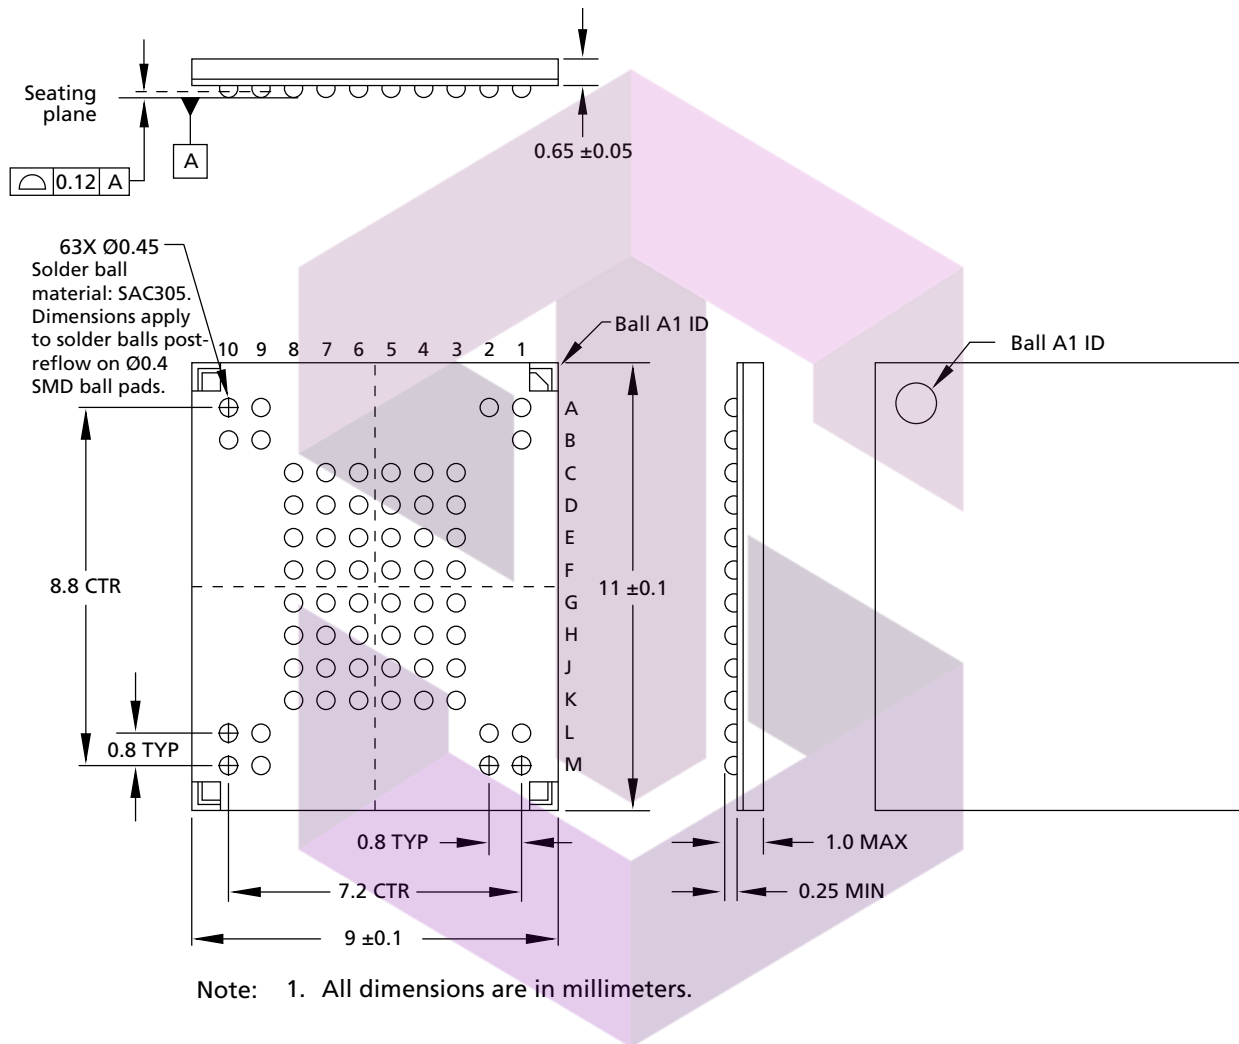 Seating
plane
0.65 ±0.05
A
0.12 A
63X Ø0.45
Solder ball
material: SAC305.
Dimensions apply
to solder balls post-
reflow on Ø0.4
SMD ball pads.
Ball A1 ID
Ball A1 ID
10 9 8 7 6 5 4 3 2 1
A
B
C
D
E
F
G
H
J
K
L
M
8.8 CTR
11 ±0.1
0.8 TYP
0.8 TYP
1.0 MAX
7.2 CTR
0.25 MIN
9 ±0.1
Note: 1. All dimensions are in millimeters.